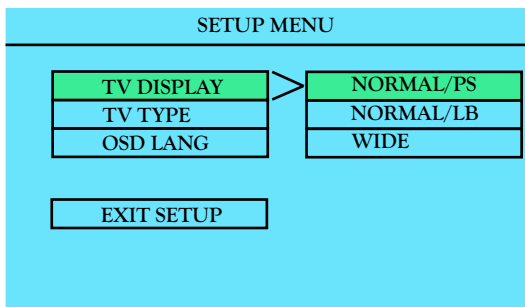 SETUP MENU
TV DISPLAY > NORMAL/PS
TV TYPE NORMAL/LB
OSD LANG WIDE
EXIT SETUP